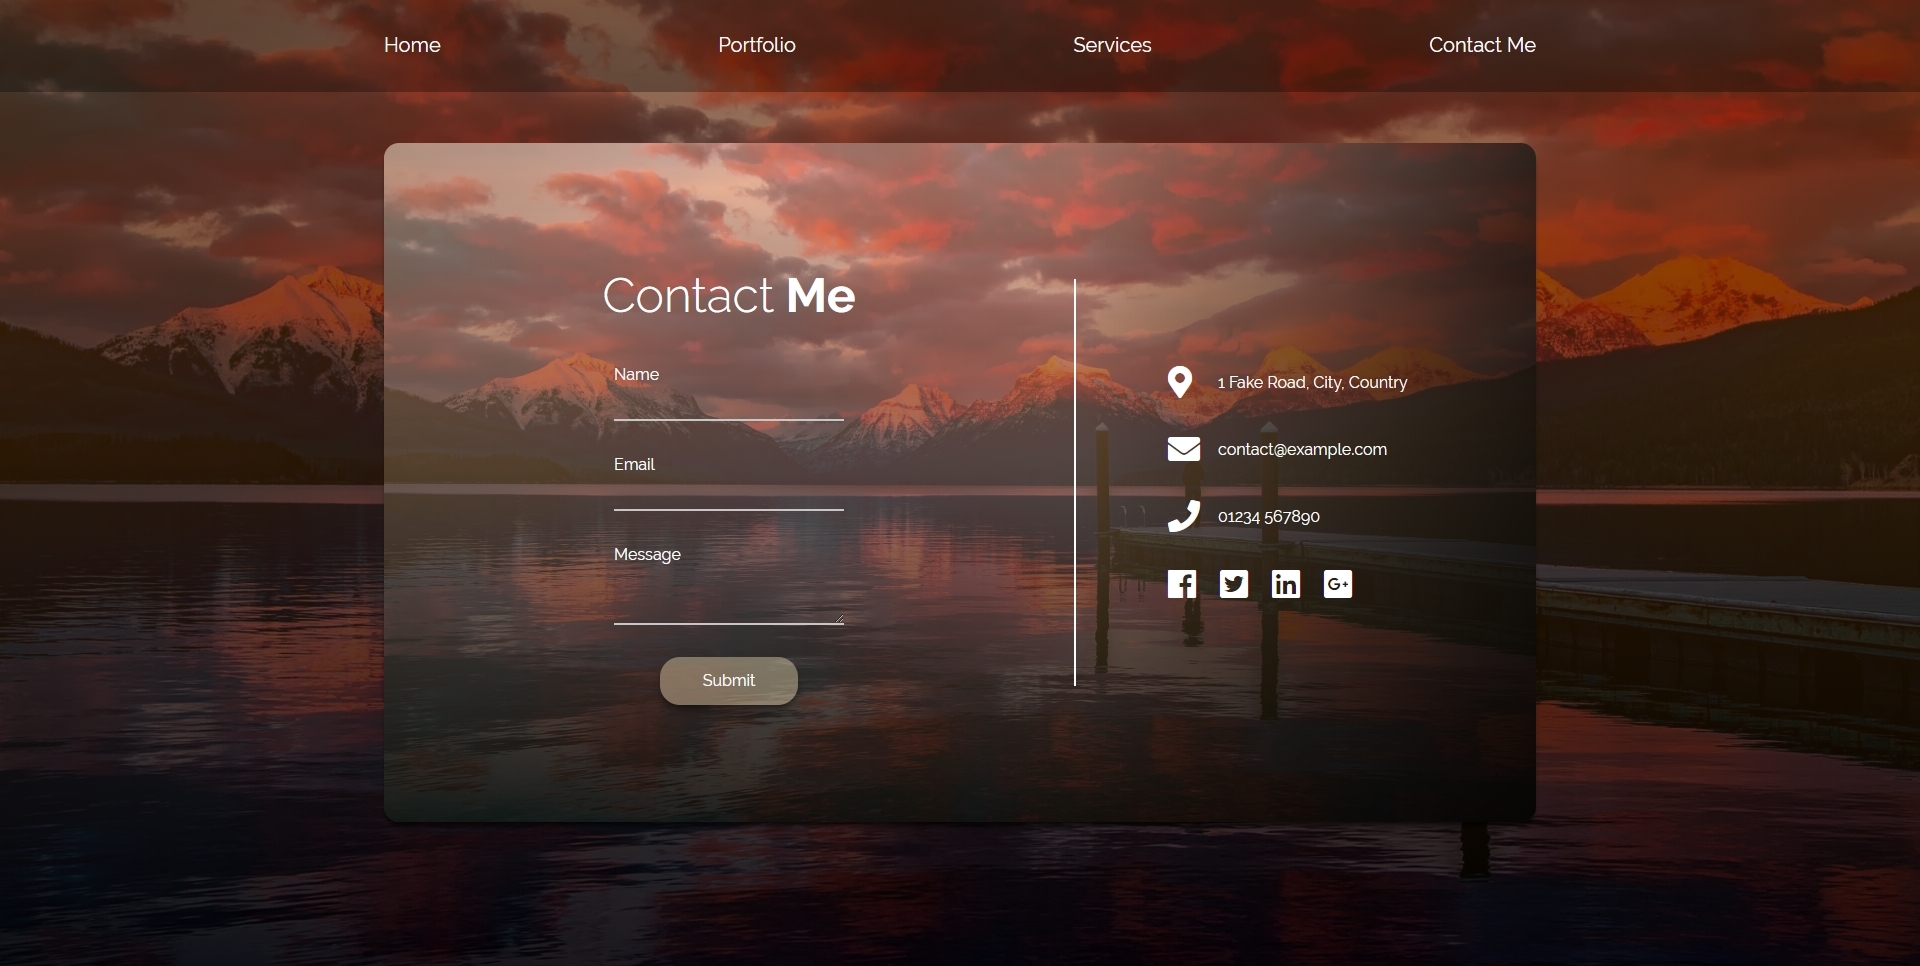 Home
Portfolio
Services
Contact Me
Contact Me
Name
Email
Message
Submit
1 Fake Road, City, Country
contact@example.com
01234 567890